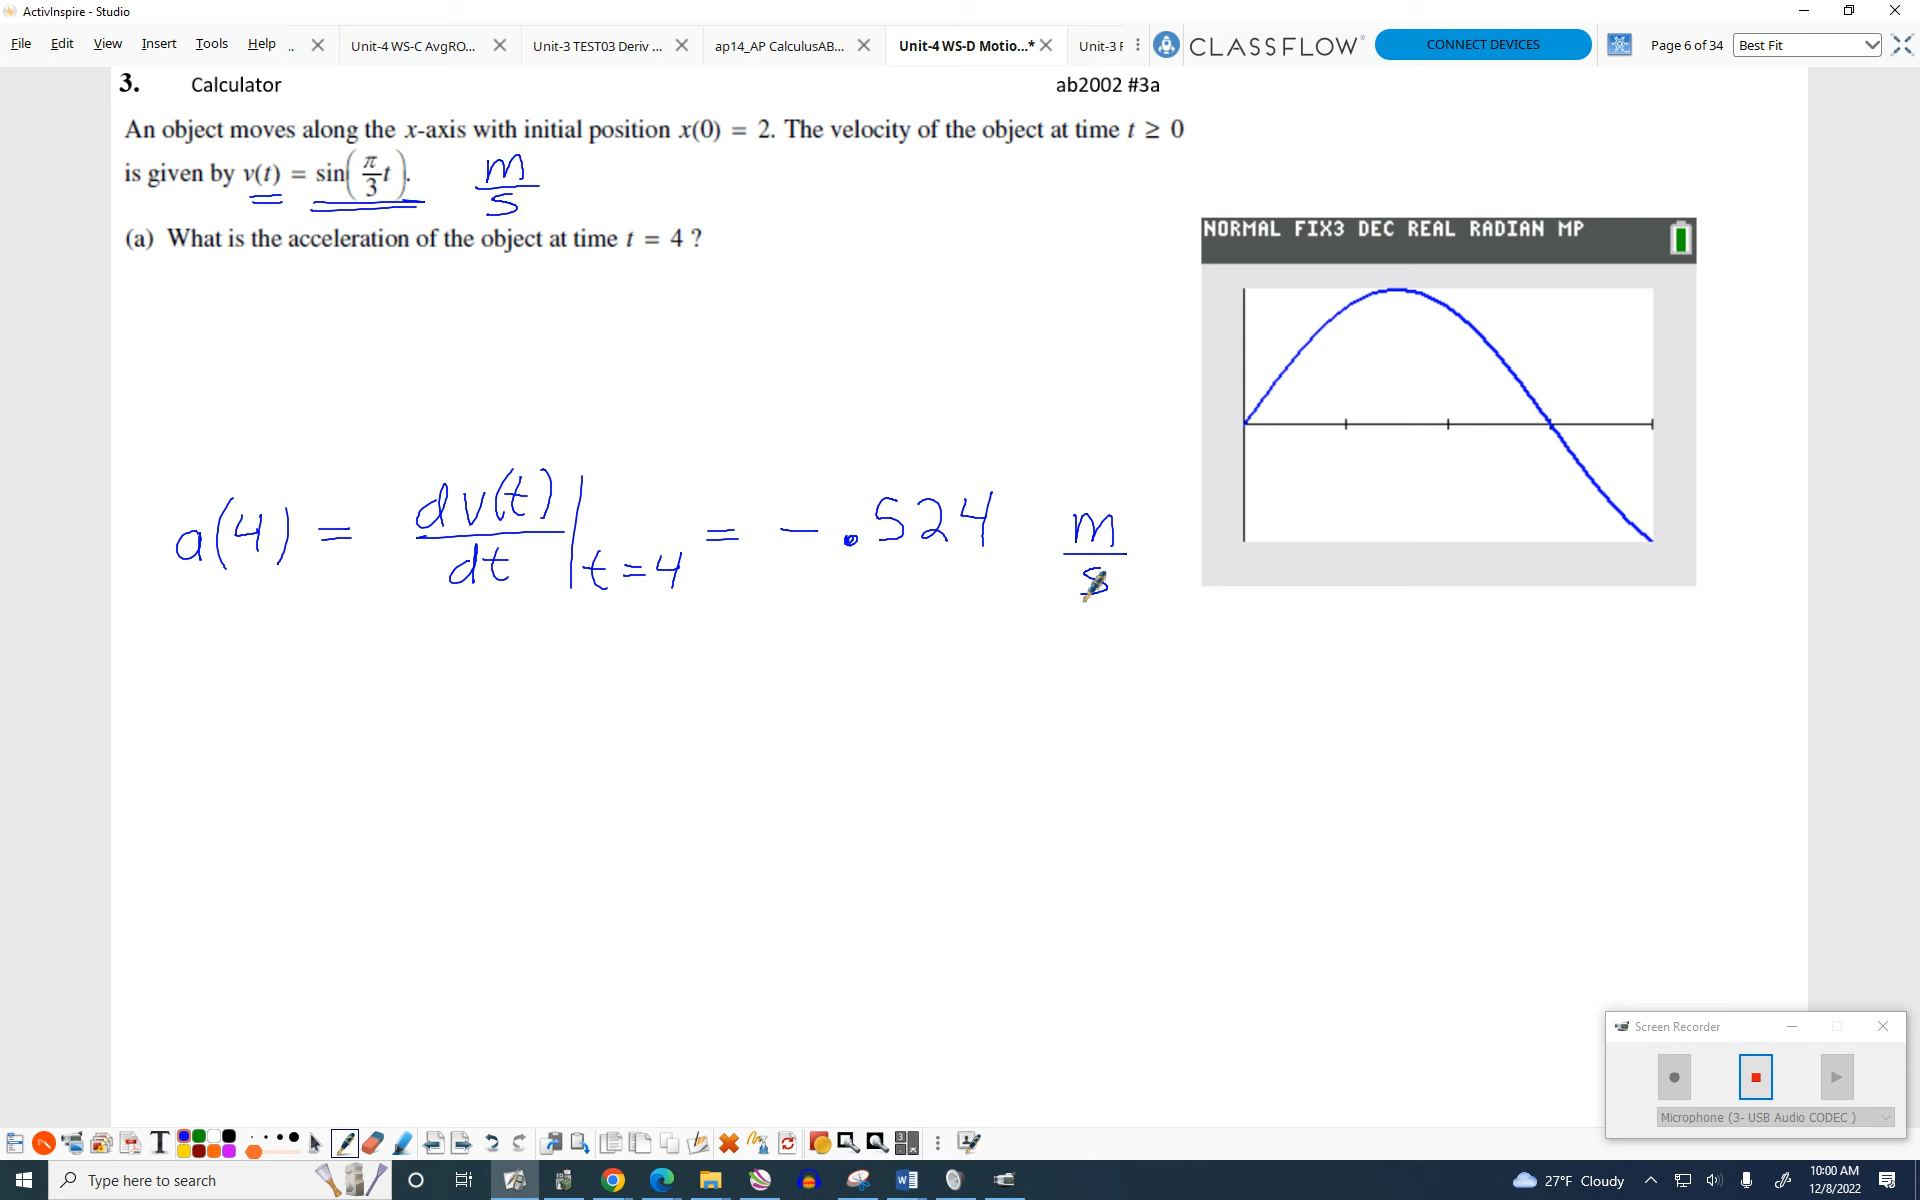 ActivInspire - Studio
File Edit View Insert Tools Help .. Unit-4 WS-C AvgRO... Unit-3 TEST03 Deriv ... ap14_AP CalculusAB... Unit-4 WS-D Motio...* Unit-3 F CLASSFLOW CONNECT DEVICES Page 6 of 34 Best Fit
3. Calculator ab2002 #3a
An object moves along the x-axis with initial position x(0) = 2. The velocity of the object at time t ≥ 0
is given by v(t) = sin(π/3 t). m/s
(a) What is the acceleration of the object at time t = 4 ?
NORMAL FIX3 DEC REAL RADIAN MP
a(4) = dv(t)/dt | t=4 = - .524 m/s
Screen Recorder
Microphone (3- USB Audio CODEC )
Type here to search
27°F Cloudy
10:00 AM
12/8/2022